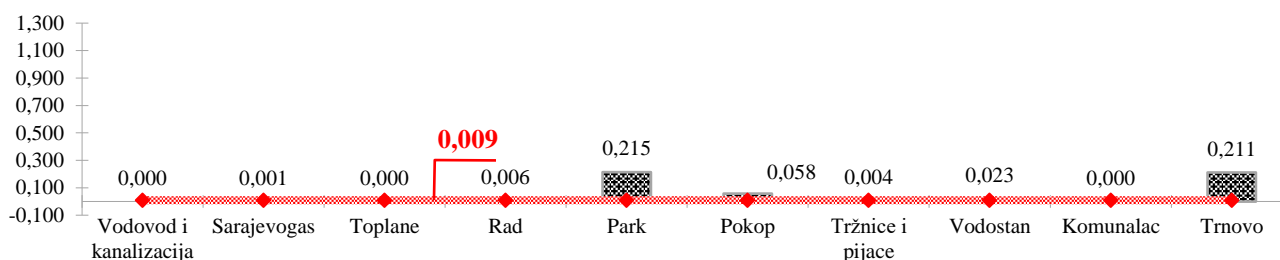 1,300
1,100
0,900
0,700
0,500
0,300
0,100
-0,100
0,009
0,000
0,001
0,000
0,006
0,215
0,058
0,004
0,023
0,000
0,211
Vodovod i
kanalizacija
Sarajevogas
Toplane
Rad
Park
Pokop
Tržnice i
pijace
Vodostan
Komunalac
Trnovo